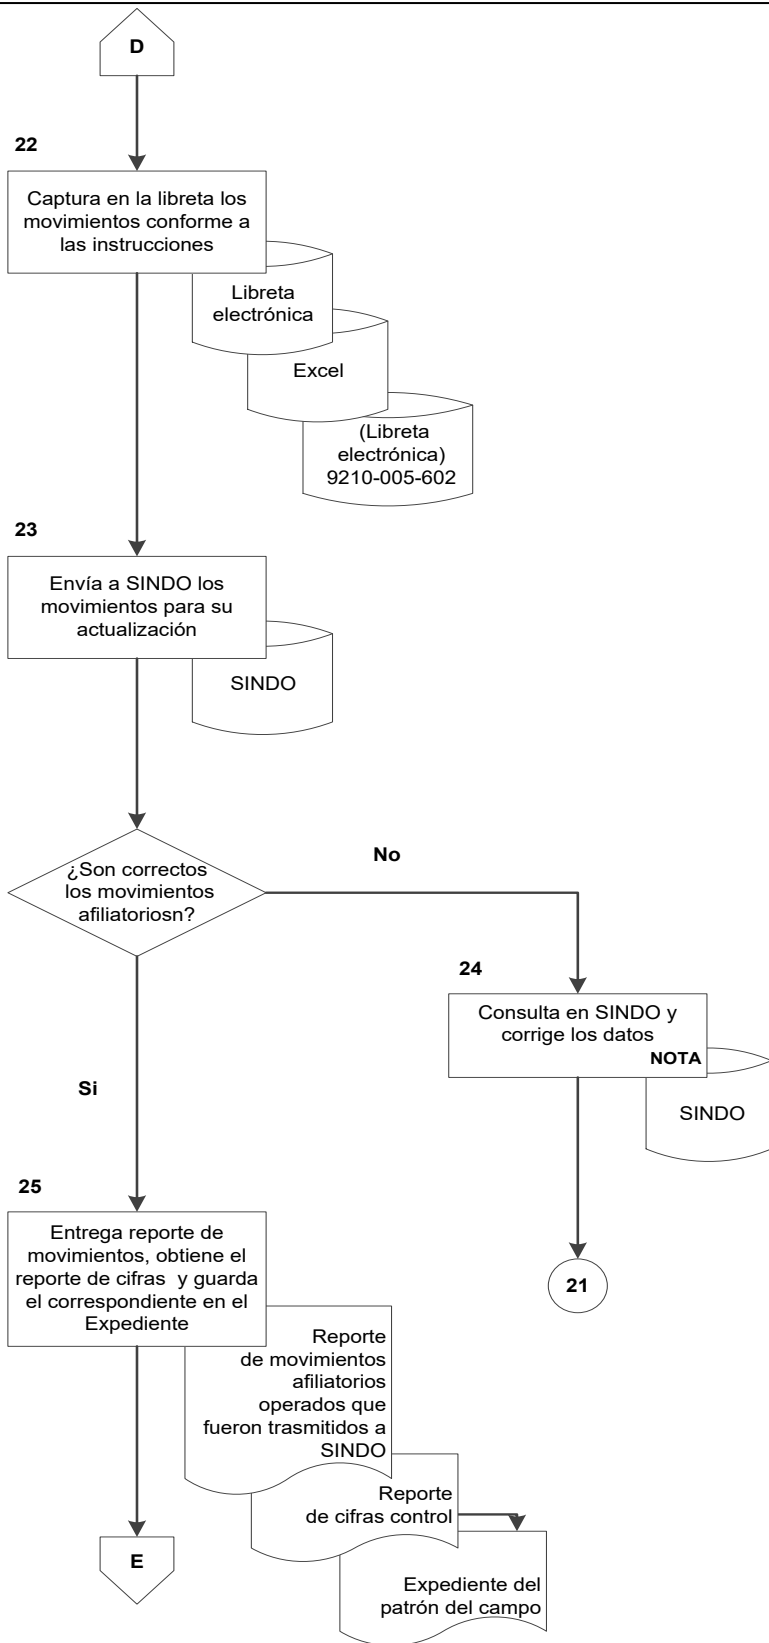 D
22
Captura en la libreta los
movimientos conforme a
las instrucciones
Libreta
electrónica
Excel
(Libreta
electrónica)
9210-005-602
23
Envía a SINDO los
movimientos para su
actualización
SINDO
¿Son correctos
los movimientos
afiliatoriosn?
No
24
Consulta en SINDO y
corrige los datos
NOTA
SINDO
21
Si
25
Entrega reporte de
movimientos, obtiene el
reporte de cifras y guarda
el correspondiente en el
Expediente
Reporte
de movimientos
afiliatorios
operados que
fueron trasmitidos a
SINDO
Reporte
de cifras control
Expediente del
patrón del campo
E